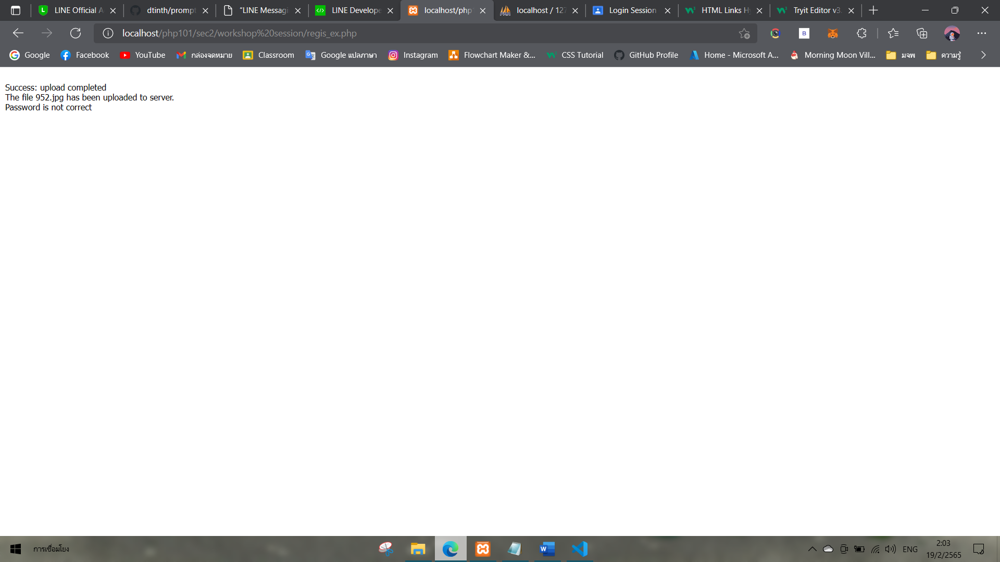 LINE Official A
dtinth/prompt
"LINE Messagi
LINE Develope
localhost/php
localhost / 127
Login Session
HTML Links Hy
Tryit Editor v3.
localhost/php101/sec2/workshop%20session/regis_ex.php
B
Google
Facebook
YouTube
กล่องจดหมาย
Classroom
Google แปลภาษา
Instagram
Flowchart Maker &...
CSS Tutorial
GitHub Profile
Home - Microsoft A...
Morning Moon Vill...
มจพ
ความรู้
Success: upload completed
The file 952.jpg has been uploaded to server.
Password is not correct
การเชื่อมโยง
ENG
2:03
19/2/2565